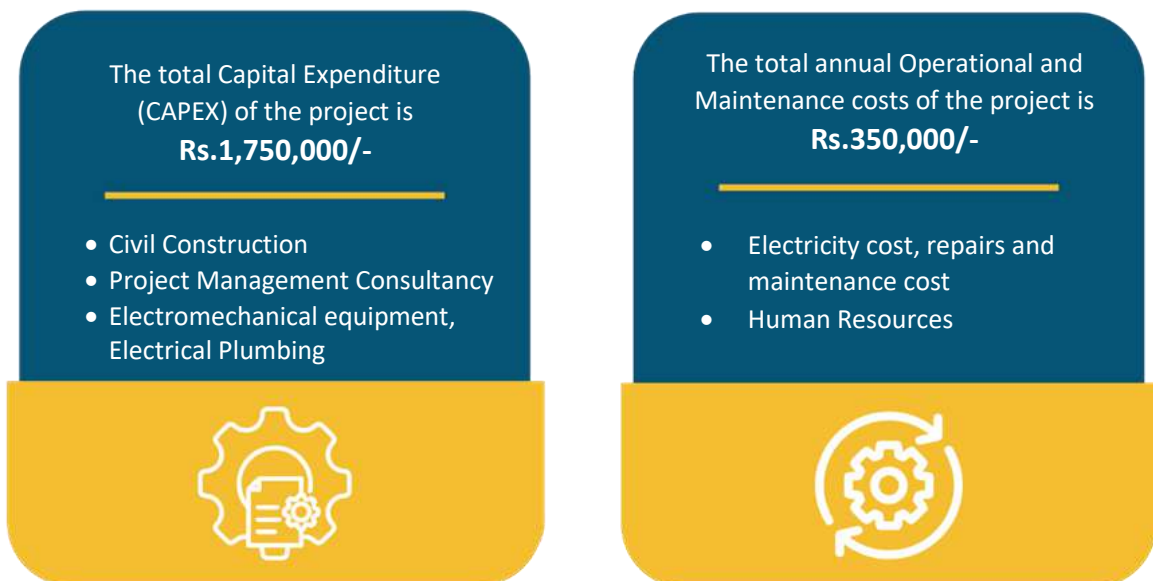 The total Capital Expenditure
(CAPEX) of the project is
Rs.1,750,000/-
• Civil Construction
• Project Management Consultancy
• Electromechanical equipment,
Electrical Plumbing
The total annual Operational and
Maintenance costs of the project is
Rs.350,000/-
• Electricity cost, repairs and
maintenance cost
• Human Resources